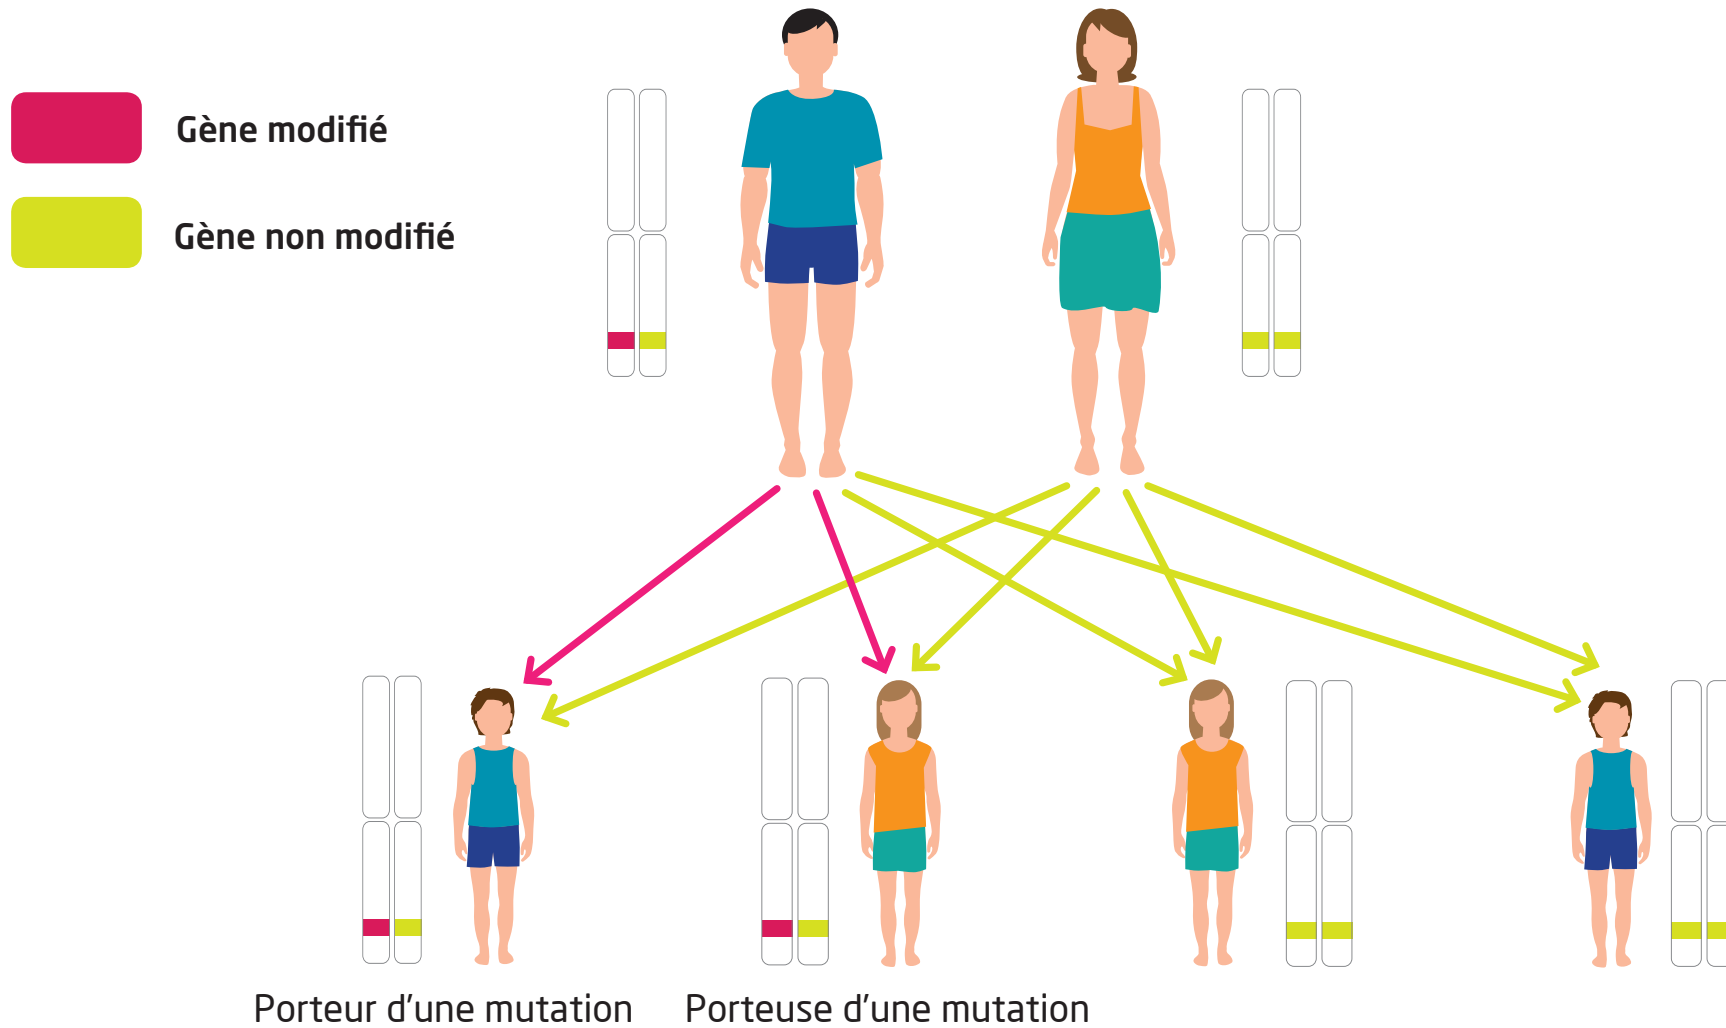 Gène modifié
Gène non modifié
Porteur d'une mutation
Porteuse d'une mutation